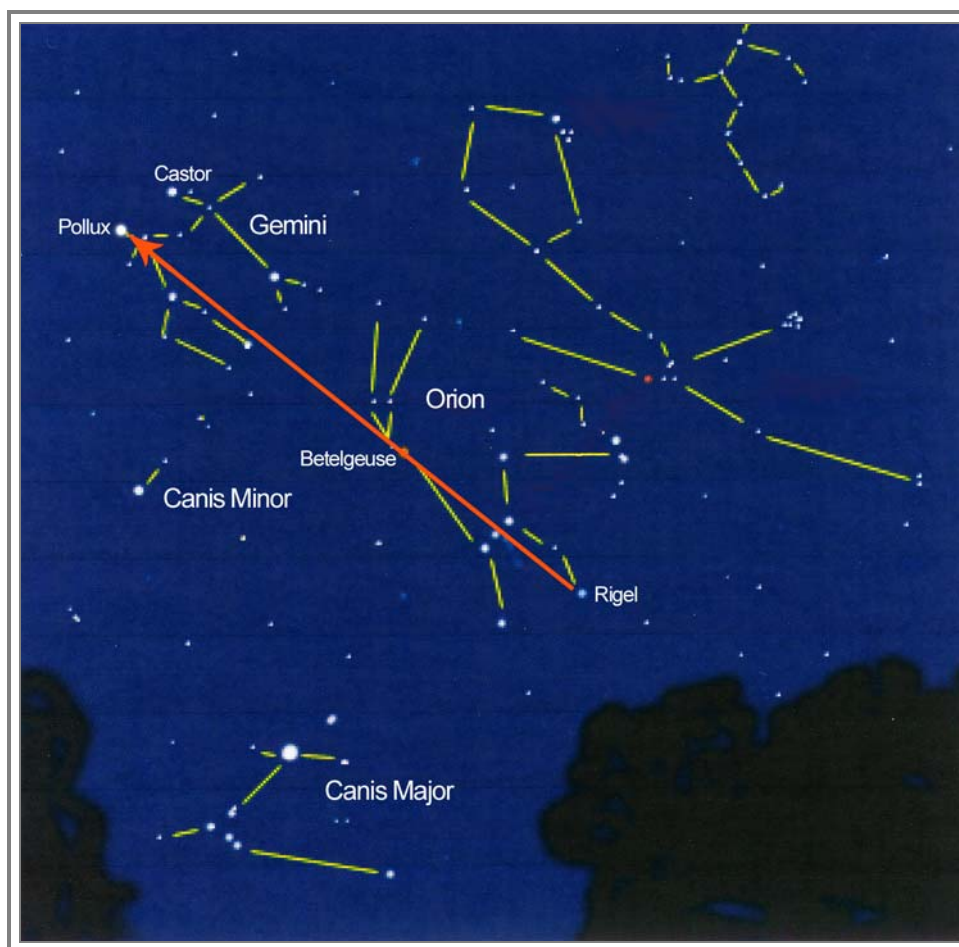 Castor
Pollux
Gemini
Orion
Betelgeuse
Canis Minor
Rigel
Canis Major